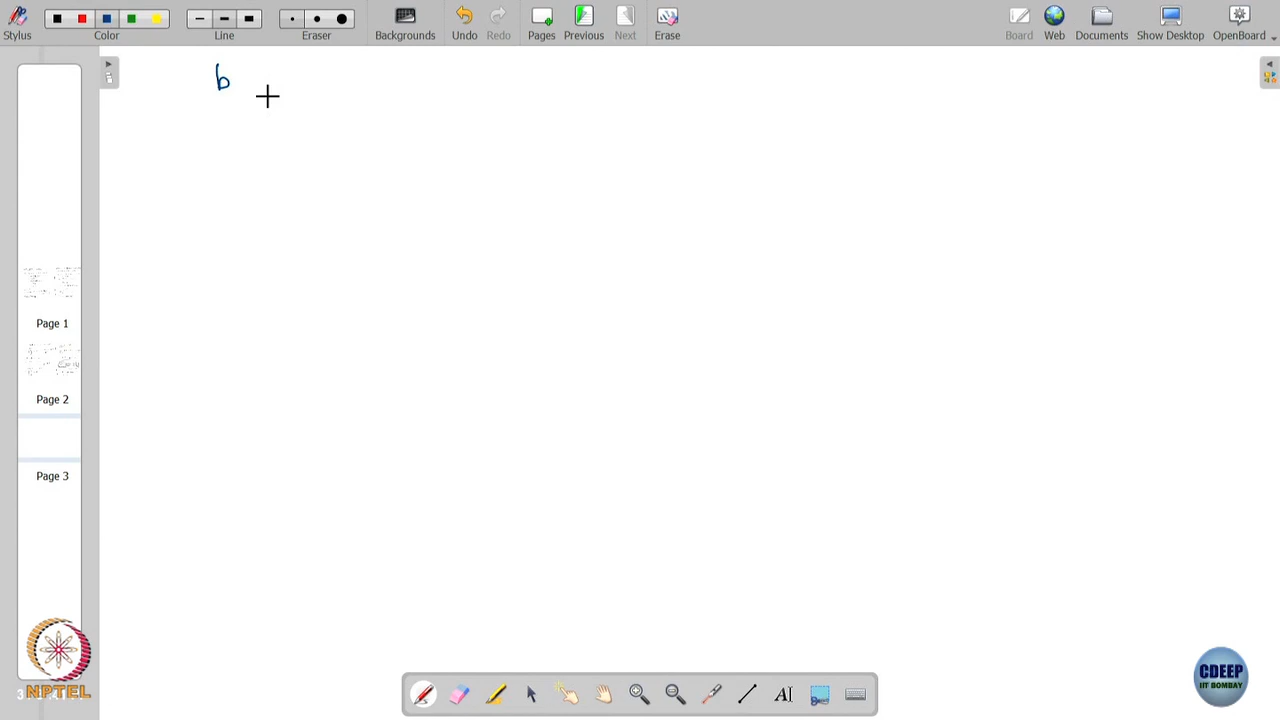 Stylus Color Line Eraser Backgrounds Undo Redo Pages Previous Next Erase Board Web Documents Show Desktop OpenBoard
b
Page 1
Page 2
Page 3
NPTEL
CDEEP
IIT BOMBAY